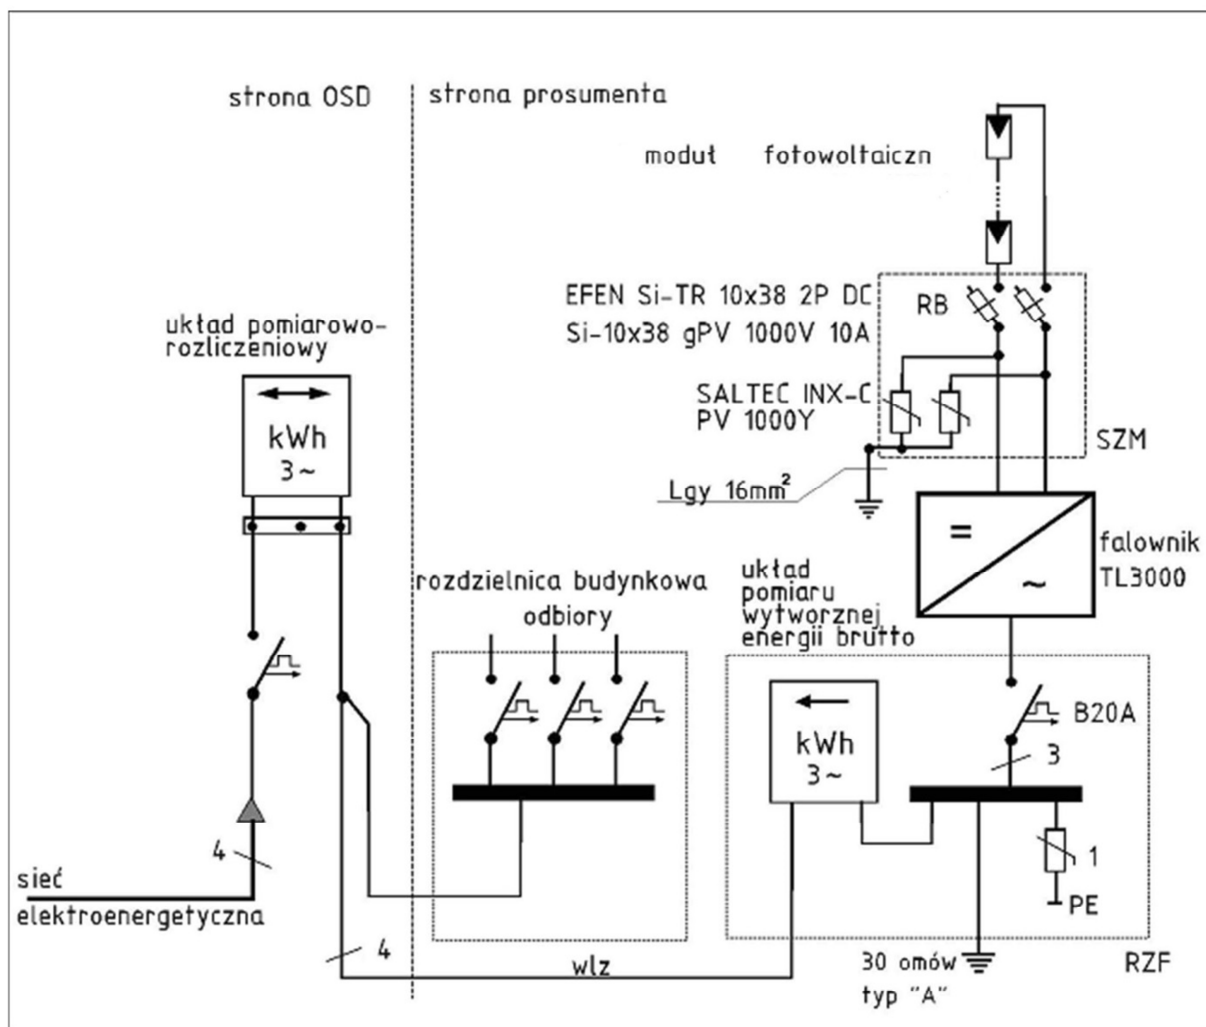 strona OSD
strona prosumenta
moduł fotowoltaiczn
EFEN Si-TR 10x38 2P DC
Si-10x38 gPV 1000V 10A
RB
układ pomiarowo-
rozliczeniowy
SALTEC INX-C
PV 1000Y
SZM
kWh
3~
Lgy 16mm²
=
~
falownik
TL3000
rozdzielnica budynkowa
odbiory
układ
pomiaru
wytworznej
energii brutto
B20A
3
kWh
3~
4
1
PE
sieć
elektroenergetyczna
4
wlz
30 omów
typ "A"
RZF